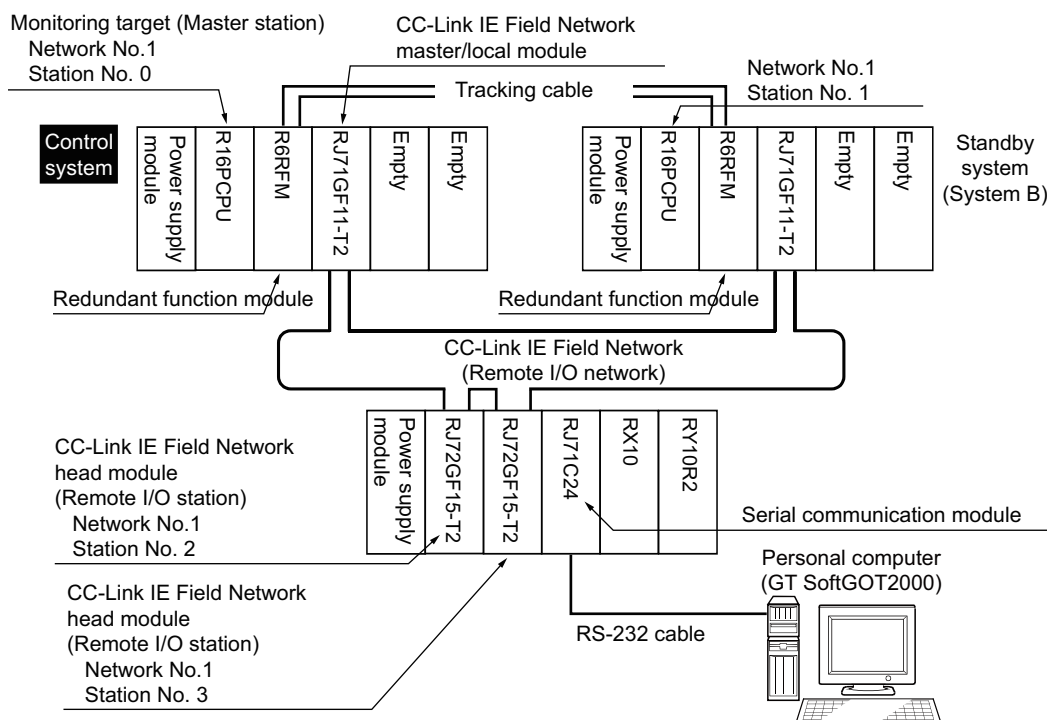 Monitoring target (Master station)
Network No.1
Station No. 0
CC-Link IE Field Network
master/local module
Network No.1
Station No. 1
Tracking cable
Control
system
Power supply
module
R16PCPU
R6RFM
RJ71GF11-T2
Empty
Empty
Power supply
module
R16PCPU
R6RFM
RJ71GF11-T2
Empty
Empty
Standby
system
(System B)
Redundant function module
Redundant function module
CC-Link IE Field Network
(Remote I/O network)
Power supply
module
RJ72GF15-T2
RJ72GF15-T2
RJ71C24
RX10
RY10R2
CC-Link IE Field Network
head module
(Remote I/O station)
Network No.1
Station No. 2
Serial communication module
CC-Link IE Field Network
head module
(Remote I/O station)
Network No.1
Station No. 3
Personal computer
(GT SoftGOT2000)
RS-232 cable